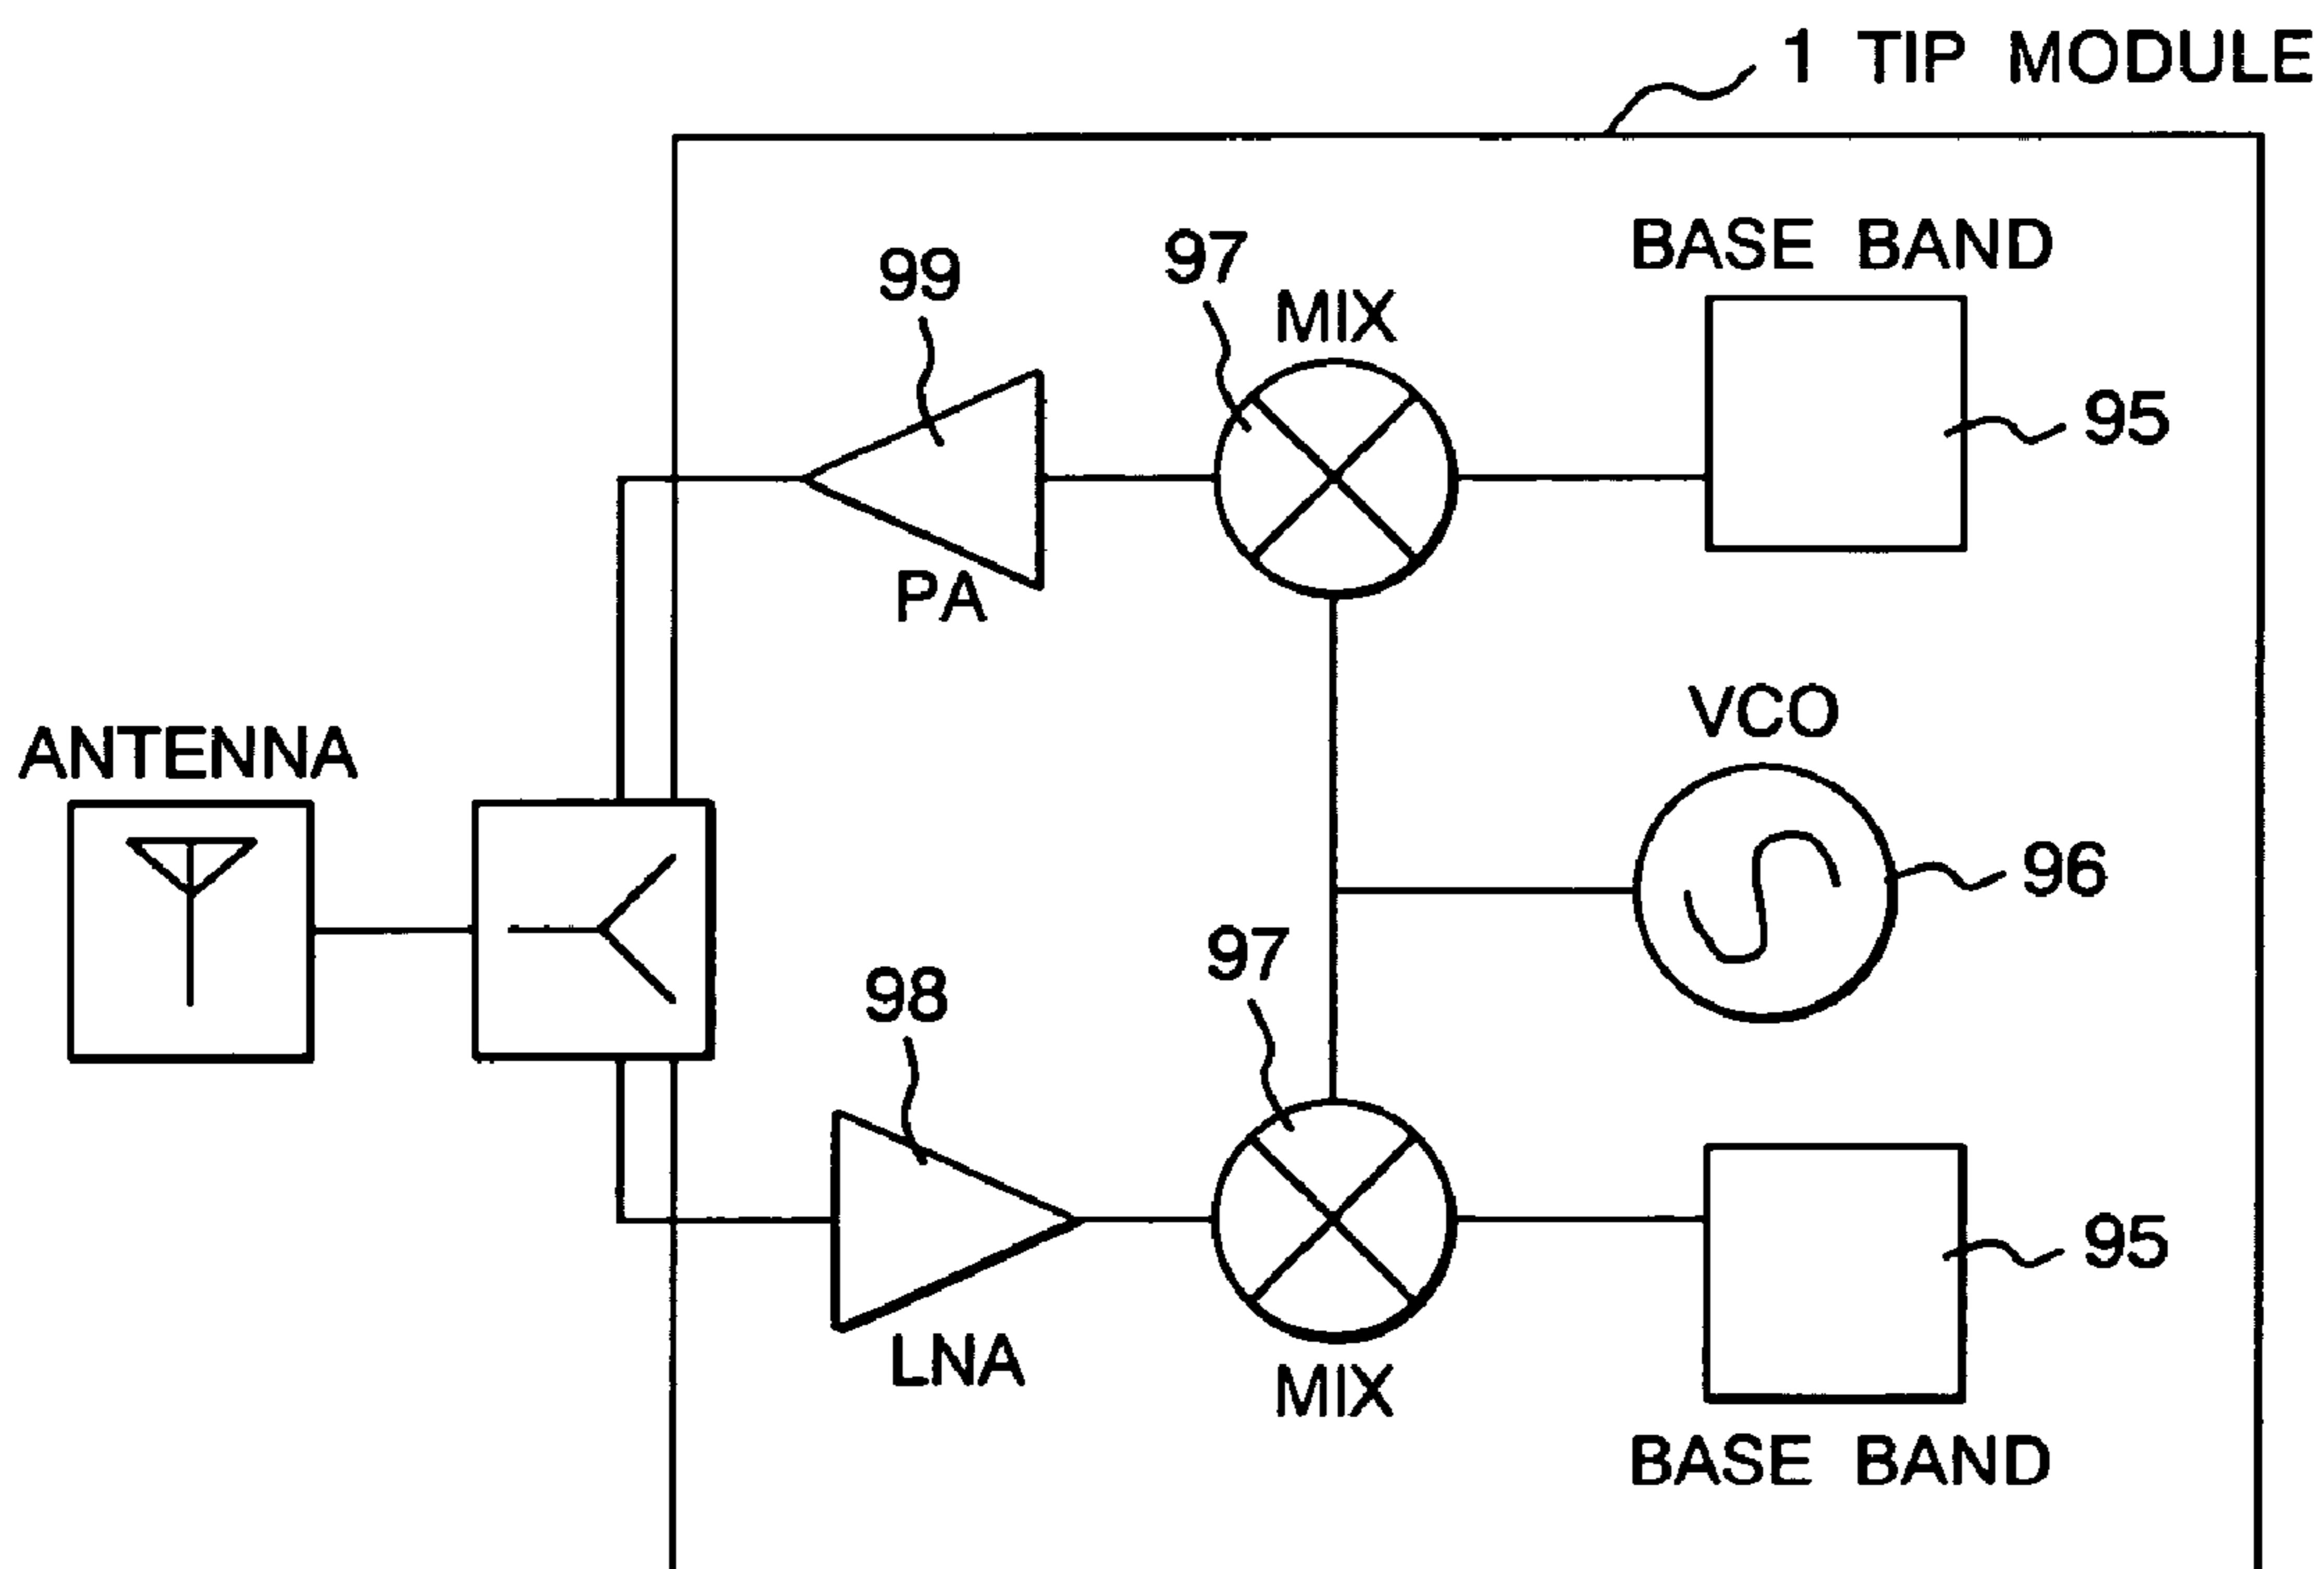 1 TIP MODULE
BASE BAND
97
99
MIX
95
PA
VCO
ANTENNA
96
97
98
95
LNA
MIX
BASE BAND